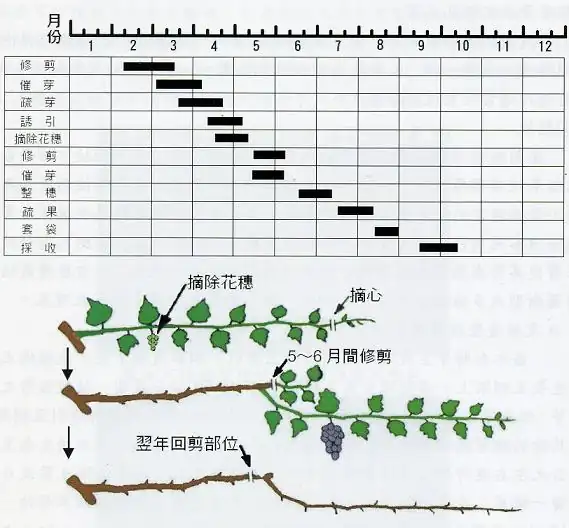 月份 1 2 3 4 5 6 7 8 9 10 11 12
修剪
催芽
疏芽
誘引
摘除花穗
修剪
催芽
整穗
疏果
套袋
採收
摘除花穗
摘心
5～6月間修剪
翌年回剪部位